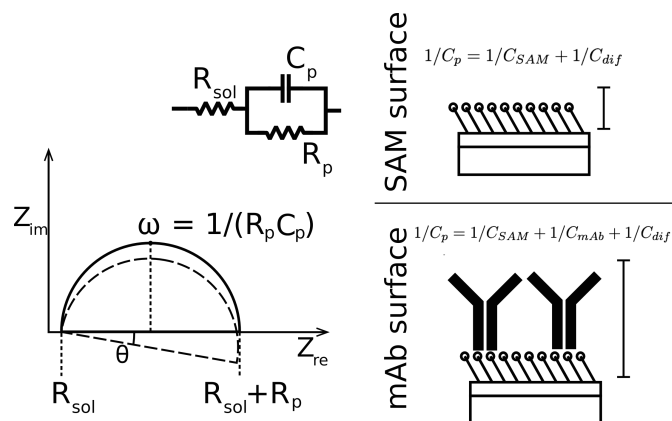 R_sol
C_p
R_p
Z_im
ω = 1/(R_pC_p)
θ
Z_re
R_sol
R_sol+R_p
SAM surface
1/C_p = 1/C_SAM + 1/C_dif
mAb surface
1/C_p = 1/C_SAM + 1/C_mAb + 1/C_dif